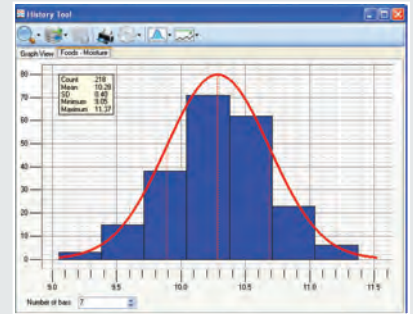 History Tool
Graph View Foods - Moisture
Count 218
Mean 10.28
SD 0.40
Minimum 9.05
Maximum 11.37
80
70
60
50
40
30
20
10
0
9.0 9.5 10.0 10.5 11.0 11.5
Number of bars 7